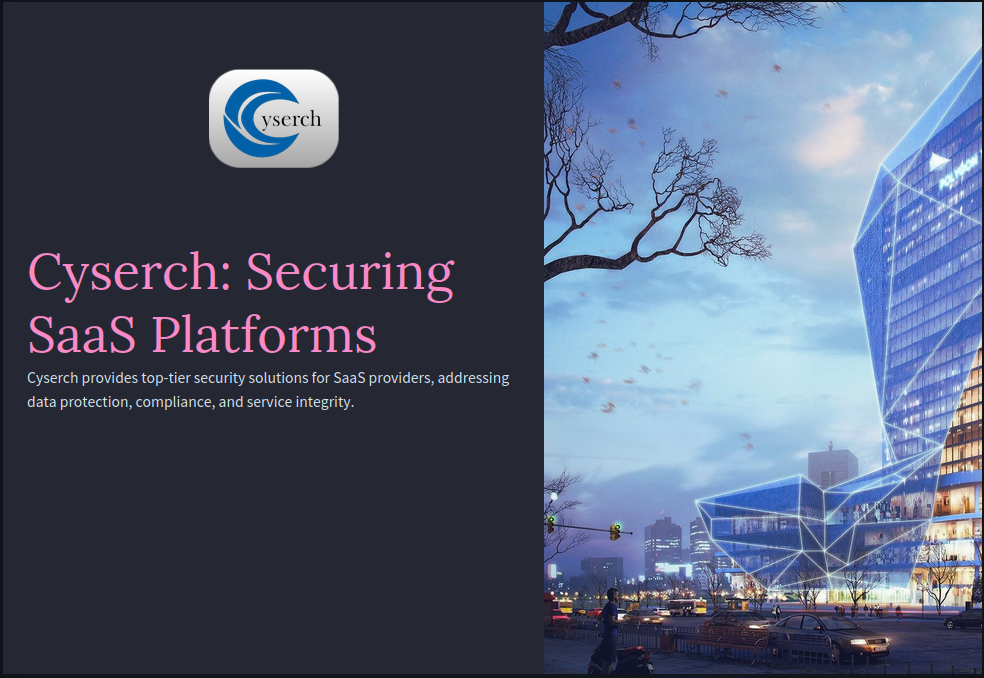 Cyserch
Cyserch: Securing
SaaS Platforms
Cyserch provides top-tier security solutions for SaaS providers, addressing
data protection, compliance, and service integrity.
POLYGON